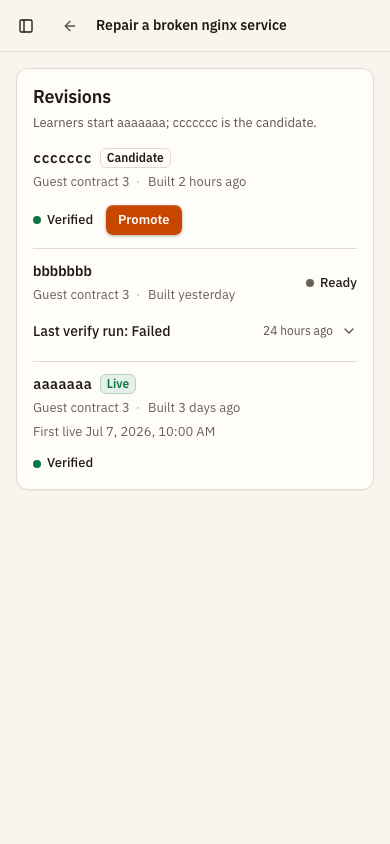 Repair a broken nginx service
Revisions
Learners start aaaaaaa; ccccccc is the candidate.
ccccccc Candidate
Guest contract 3 · Built 2 hours ago
Verified Promote
bbbbbbb
Guest contract 3 · Built yesterday
Ready
Last verify run: Failed 24 hours ago
aaaaaaa Live
Guest contract 3 · Built 3 days ago
First live Jul 7, 2026, 10:00 AM
Verified